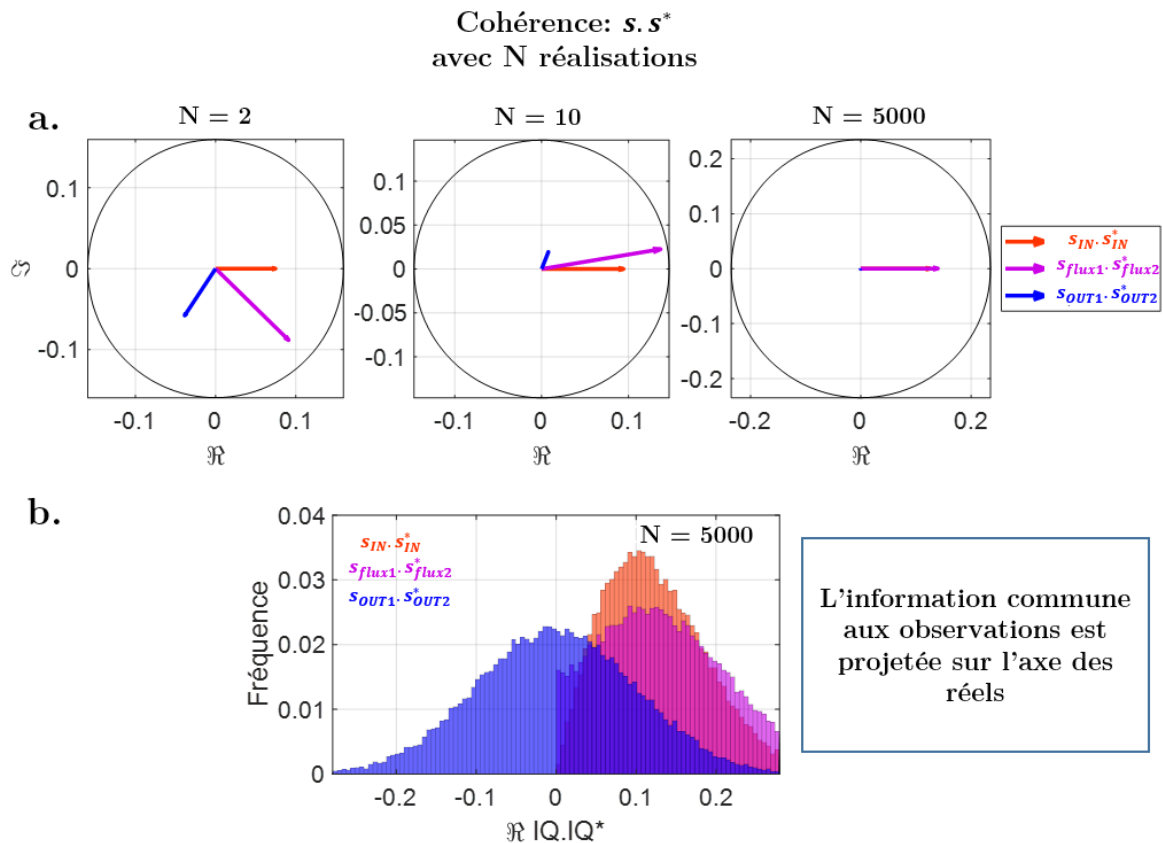 Cohérence: s.s*
avec N réalisations
a.
N = 2
N = 10
N = 5000
ℑ
0.1
0
-0.1
-0.1
0
0.1
ℜ
0.1
0.05
0
-0.05
-0.1
-0.1
0
0.1
ℜ
0.2
0.1
0
-0.1
-0.2
-0.2
0
0.2
ℜ
s_IN.s*_IN
s_flux1.s*_flux2
s_OUT1.s*_OUT2
b.
N = 5000
s_IN.s*_IN
s_flux1.s*_flux2
s_OUT1.s*_OUT2
Fréquence
0.04
0.03
0.02
0.01
0
-0.2
-0.1
0
0.1
0.2
ℜ IQ.IQ*
L'information commune
aux observations est
projetée sur l'axe des
réels